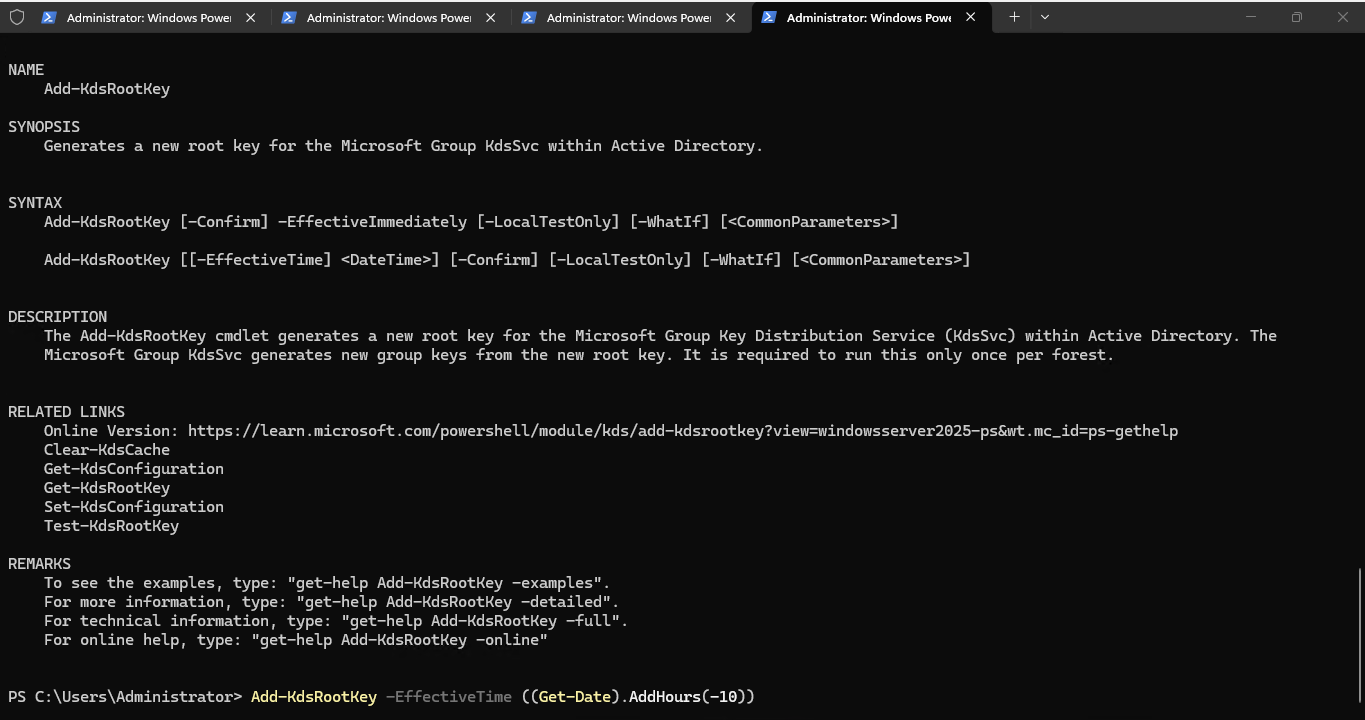 Administrator: Windows Power
Administrator: Windows Power
Administrator: Windows Power
Administrator: Windows Powe
NAME
Add-KdsRootKey
SYNOPSIS
Generates a new root key for the Microsoft Group KdsSvc within Active Directory.
SYNTAX
Add-KdsRootKey [-Confirm] -EffectiveImmediately [-LocalTestOnly] [-WhatIf] [<CommonParameters>]
Add-KdsRootKey [[-EffectiveTime] <DateTime>] [-Confirm] [-LocalTestOnly] [-WhatIf] [<CommonParameters>]
DESCRIPTION
The Add-KdsRootKey cmdlet generates a new root key for the Microsoft Group Key Distribution Service (KdsSvc) within Active Directory. The
Microsoft Group KdsSvc generates new group keys from the new root key. It is required to run this only once per forest.
RELATED LINKS
Online Version: https://learn.microsoft.com/powershell/module/kds/add-kdsrootkey?view=windowsserver2025-ps&wt.mc_id=ps-gethelp
Clear-KdsCache
Get-KdsConfiguration
Get-KdsRootKey
Set-KdsConfiguration
Test-KdsRootKey
REMARKS
To see the examples, type: "get-help Add-KdsRootKey -examples".
For more information, type: "get-help Add-KdsRootKey -detailed".
For technical information, type: "get-help Add-KdsRootKey -full".
For online help, type: "get-help Add-KdsRootKey -online"
PS C:\Users\Administrator> Add-KdsRootKey -EffectiveTime ((Get-Date).AddHours(-10))